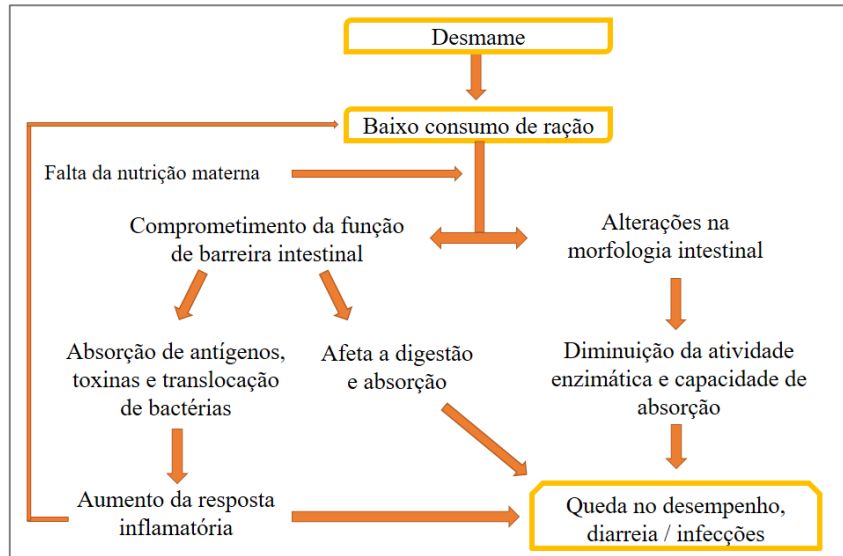 Desmame
Baixo consumo de ração
Falta da nutrição materna
Comprometimento da função
de barreira intestinal
Alterações na
morfologia intestinal
Absorção de antígenos,
toxinas e translocação
de bactérias
Afeta a digestão
e absorção
Diminuição da atividade
enzimática e capacidade de
absorção
Aumento da resposta
inflamatória
Queda no desempenho,
diarreia / infecções